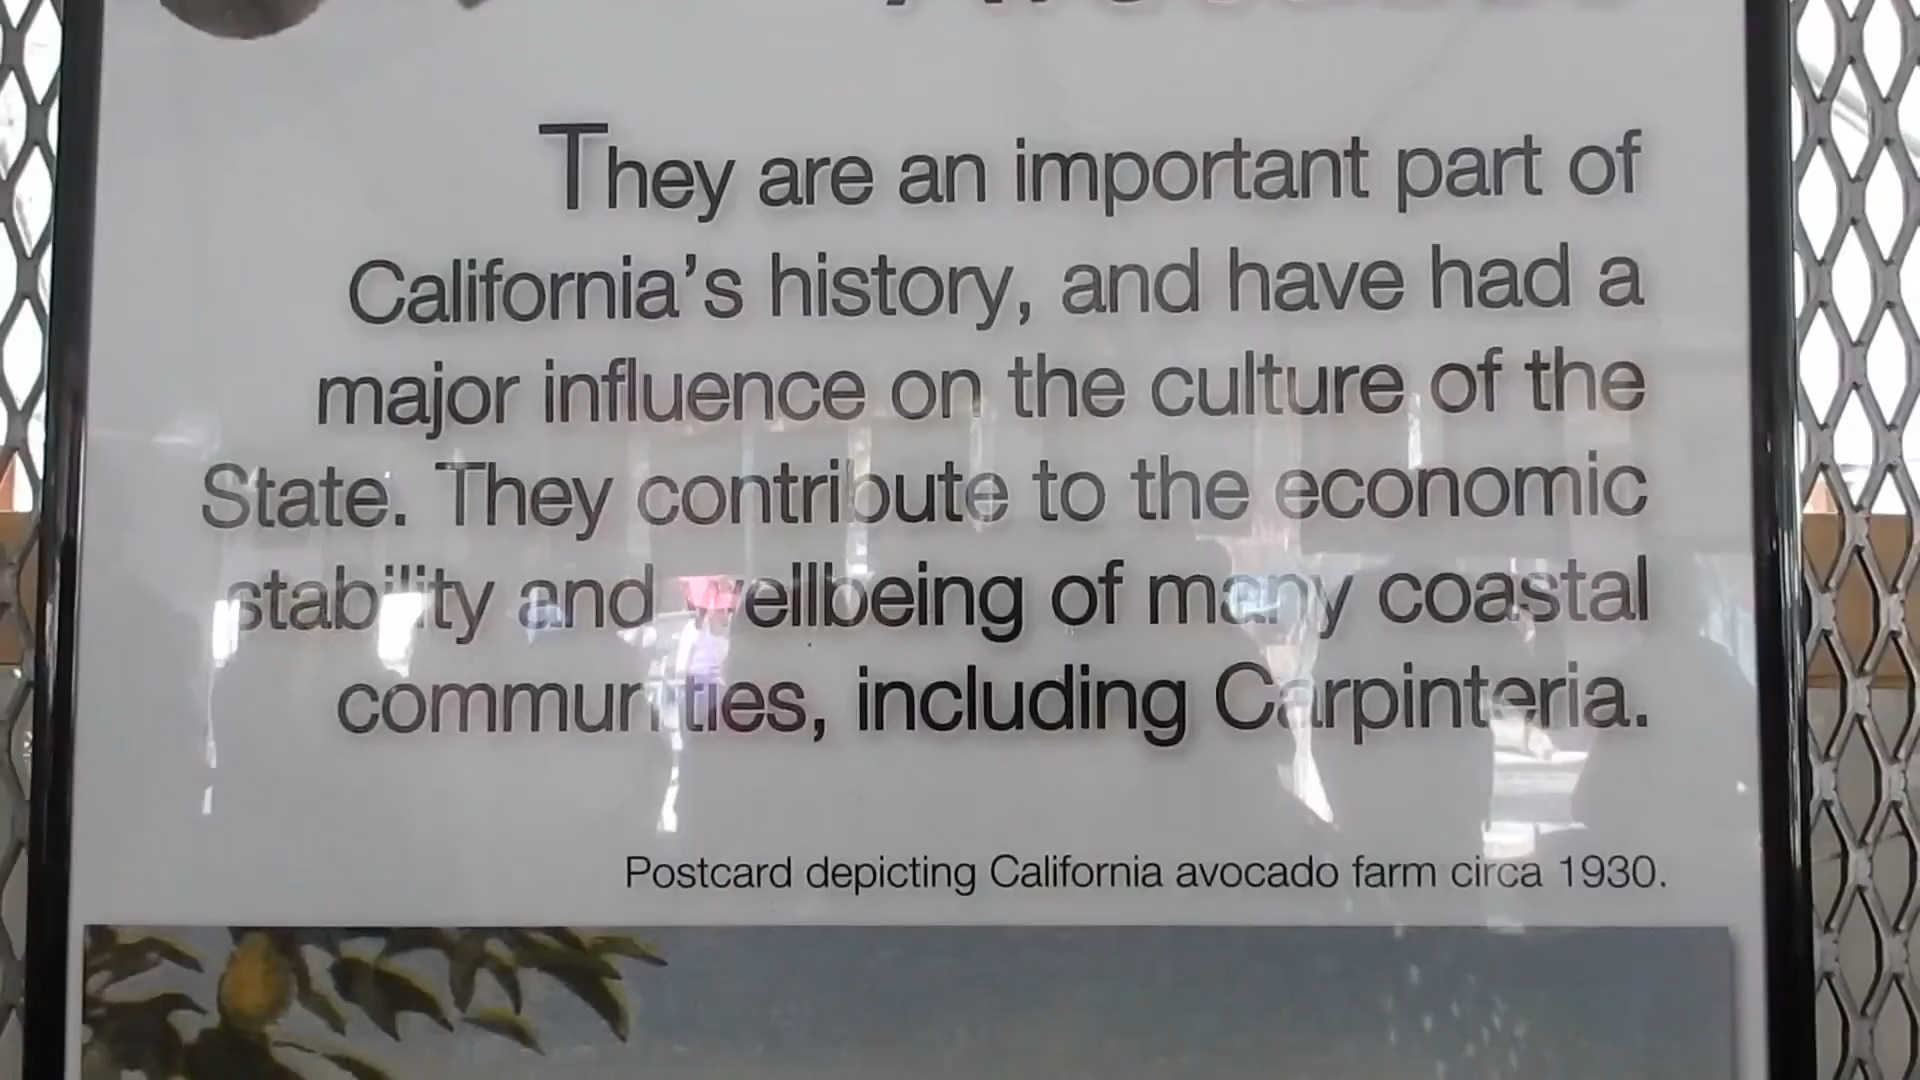 They are an important part of
California's history, and have had a
major influence on the culture of the
State. They contribute to the economic
stability and wellbeing of many coastal
communities, including Carpinteria.
Postcard depicting California avocado farm circa 1930.